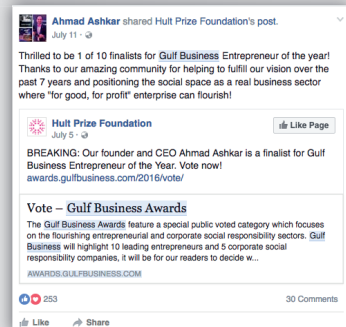 Ahmad Ashkar shared Hult Prize Foundation's post.
July 11 ·
Thrilled to be 1 of 10 finalists for Gulf Business Entrepreneur of the year!
Thanks to our amazing community for helping to fulfill our vision over the
past 7 years and positioning the social space as a real business sector
where "for good, for profit" enterprise can flourish!
Hult Prize Foundation
Like Page
July 5 ·
BREAKING: Our founder and CEO Ahmad Ashkar is a finalist for Gulf
Business Entrepreneur of the Year. Vote now!
awards.gulfbusiness.com/2016/vote/
Vote – Gulf Business Awards
The Gulf Business Awards feature a special public voted category which focuses
on the flourishing entrepreneurial and corporate social responsibility sectors. Gulf
Business will highlight 10 leading entrepreneurs and 5 corporate social
responsibility companies, it will be for our readers to decide w...
AWARDS.GULFBUSINESS.COM
253
30 Comments
Like Share